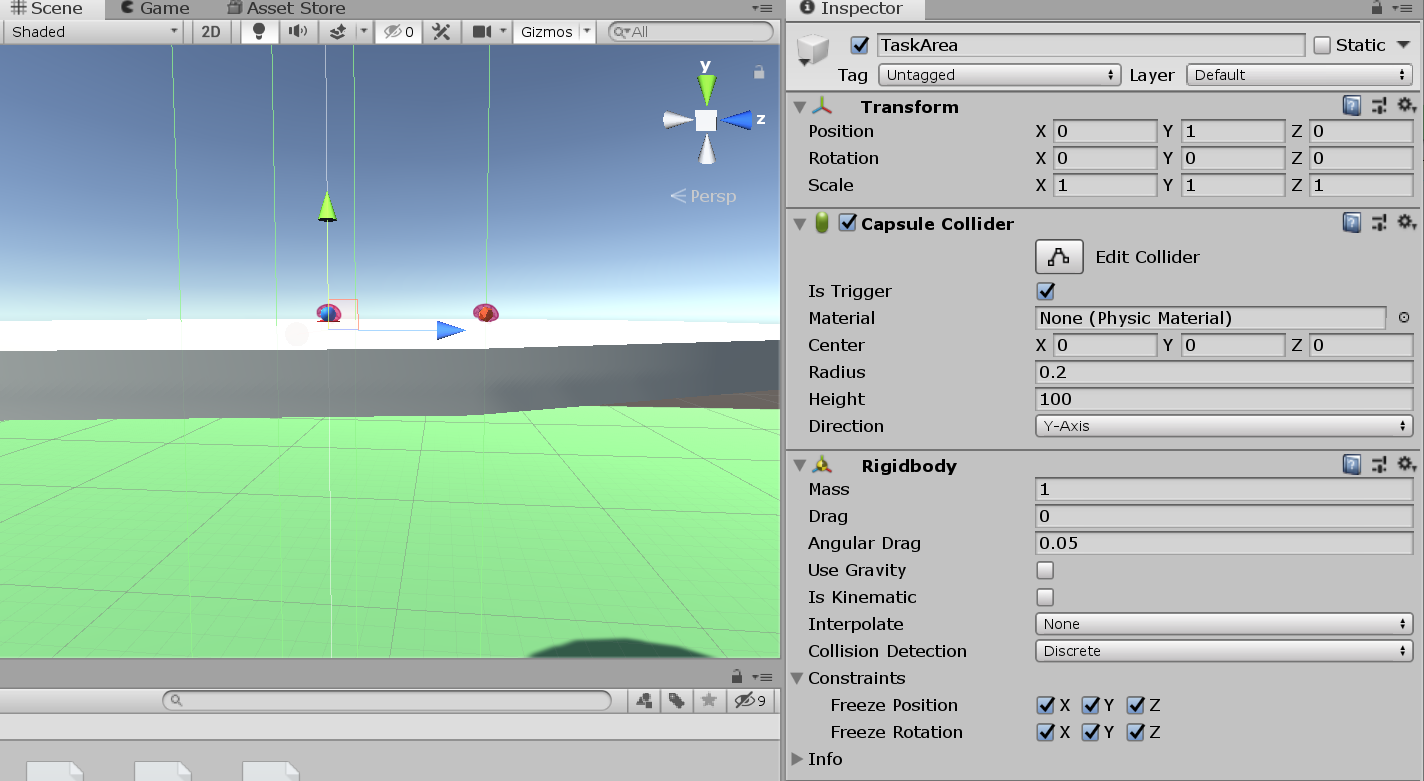 Scene Game Asset Store
Shaded 2D 0 Gizmos All
y
z
Persp
9
Inspector
TaskArea Static
Tag Untagged Layer Default
Transform
Position X 0 Y 1 Z 0
Rotation X 0 Y 0 Z 0
Scale X 1 Y 1 Z 1
Capsule Collider
Edit Collider
Is Trigger
Material None (Physic Material)
Center X 0 Y 0 Z 0
Radius 0.2
Height 100
Direction Y-Axis
Rigidbody
Mass 1
Drag 0
Angular Drag 0.05
Use Gravity
Is Kinematic
Interpolate None
Collision Detection Discrete
Constraints
Freeze Position X Y Z
Freeze Rotation X Y Z
Info